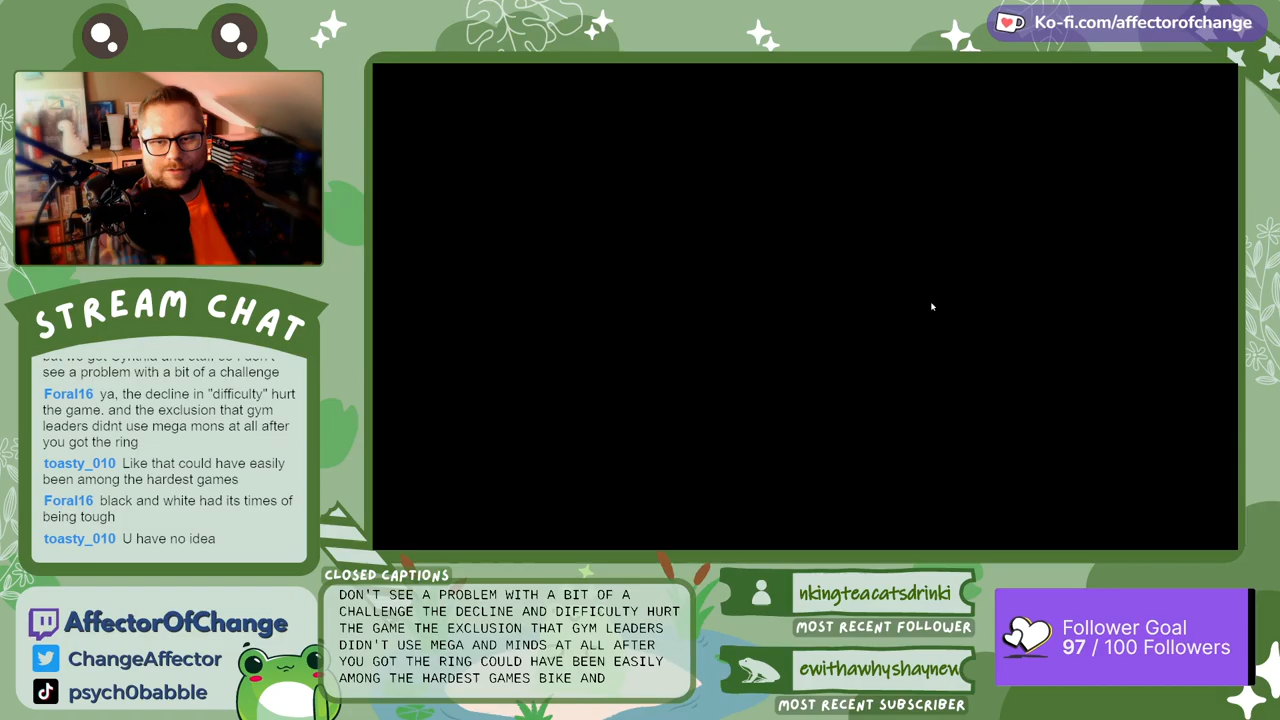 Ko-fi.com/affectorofchange
STREAM CHAT
see a problem with a bit of a challenge
Foral16 ya, the decline in "difficulty" hurt
the game. and the exclusion that gym
leaders didnt use mega mons at all after
you got the ring
toasty_010 Like that could have easily
been among the hardest games
Foral16 black and white had its times of
being tough
toasty_010 U have no idea
AffectorOfChange
ChangeAffector
psych0babble
CLOSED CAPTIONS
DON'T SEE A PROBLEM WITH A BIT OF A
CHALLENGE THE DECLINE AND DIFFICULTY HURT
THE GAME THE EXCLUSION THAT GYM LEADERS
DIDN'T USE MEGA AND MINDS AT ALL AFTER
YOU GOT THE RING COULD HAVE BEEN EASILY
AMONG THE HARDEST GAMES BIKE AND
nkingteacatsdrinki
MOST RECENT FOLLOWER
ewithawhyshaynew
MOST RECENT SUBSCRIBER
Follower Goal
97 / 100 Followers